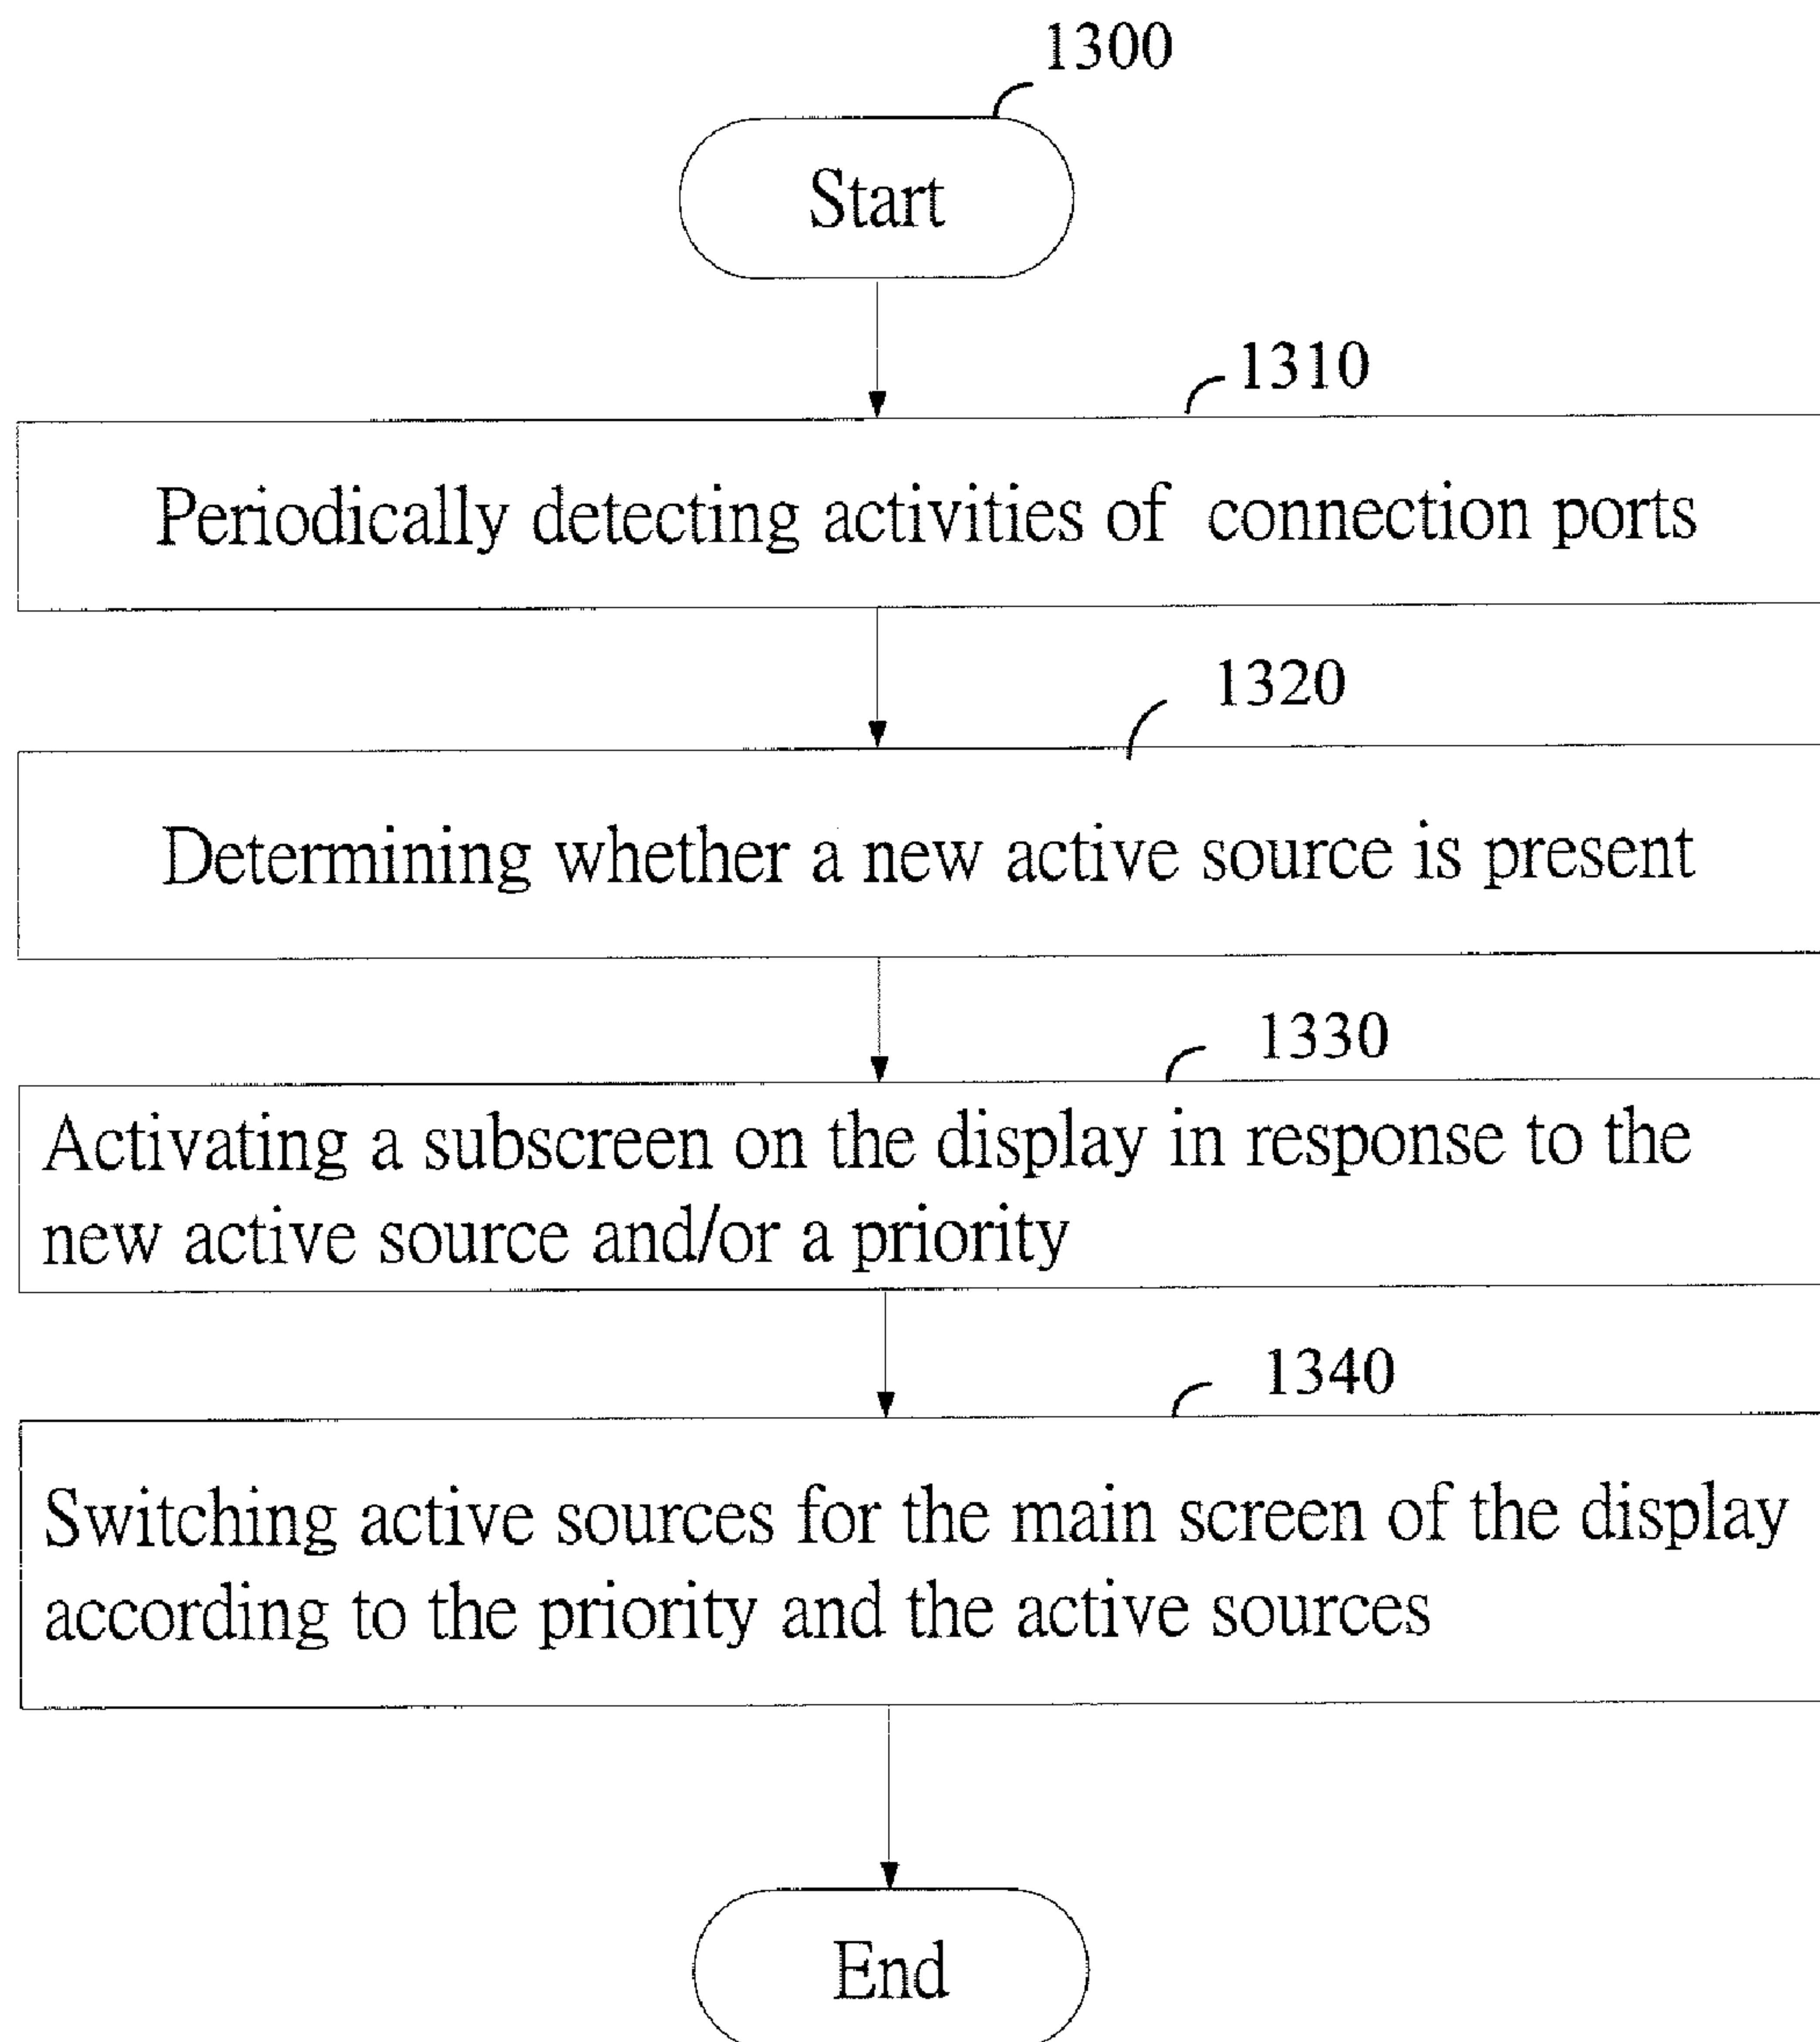 1300
Start
1310
Periodically detecting activities of connection ports
1320
Determining whether a new active source is present
1330
Activating a subscreen on the display in response to the
new active source and/or a priority
1340
Switching active sources for the main screen of the display
according to the priority and the active sources
End